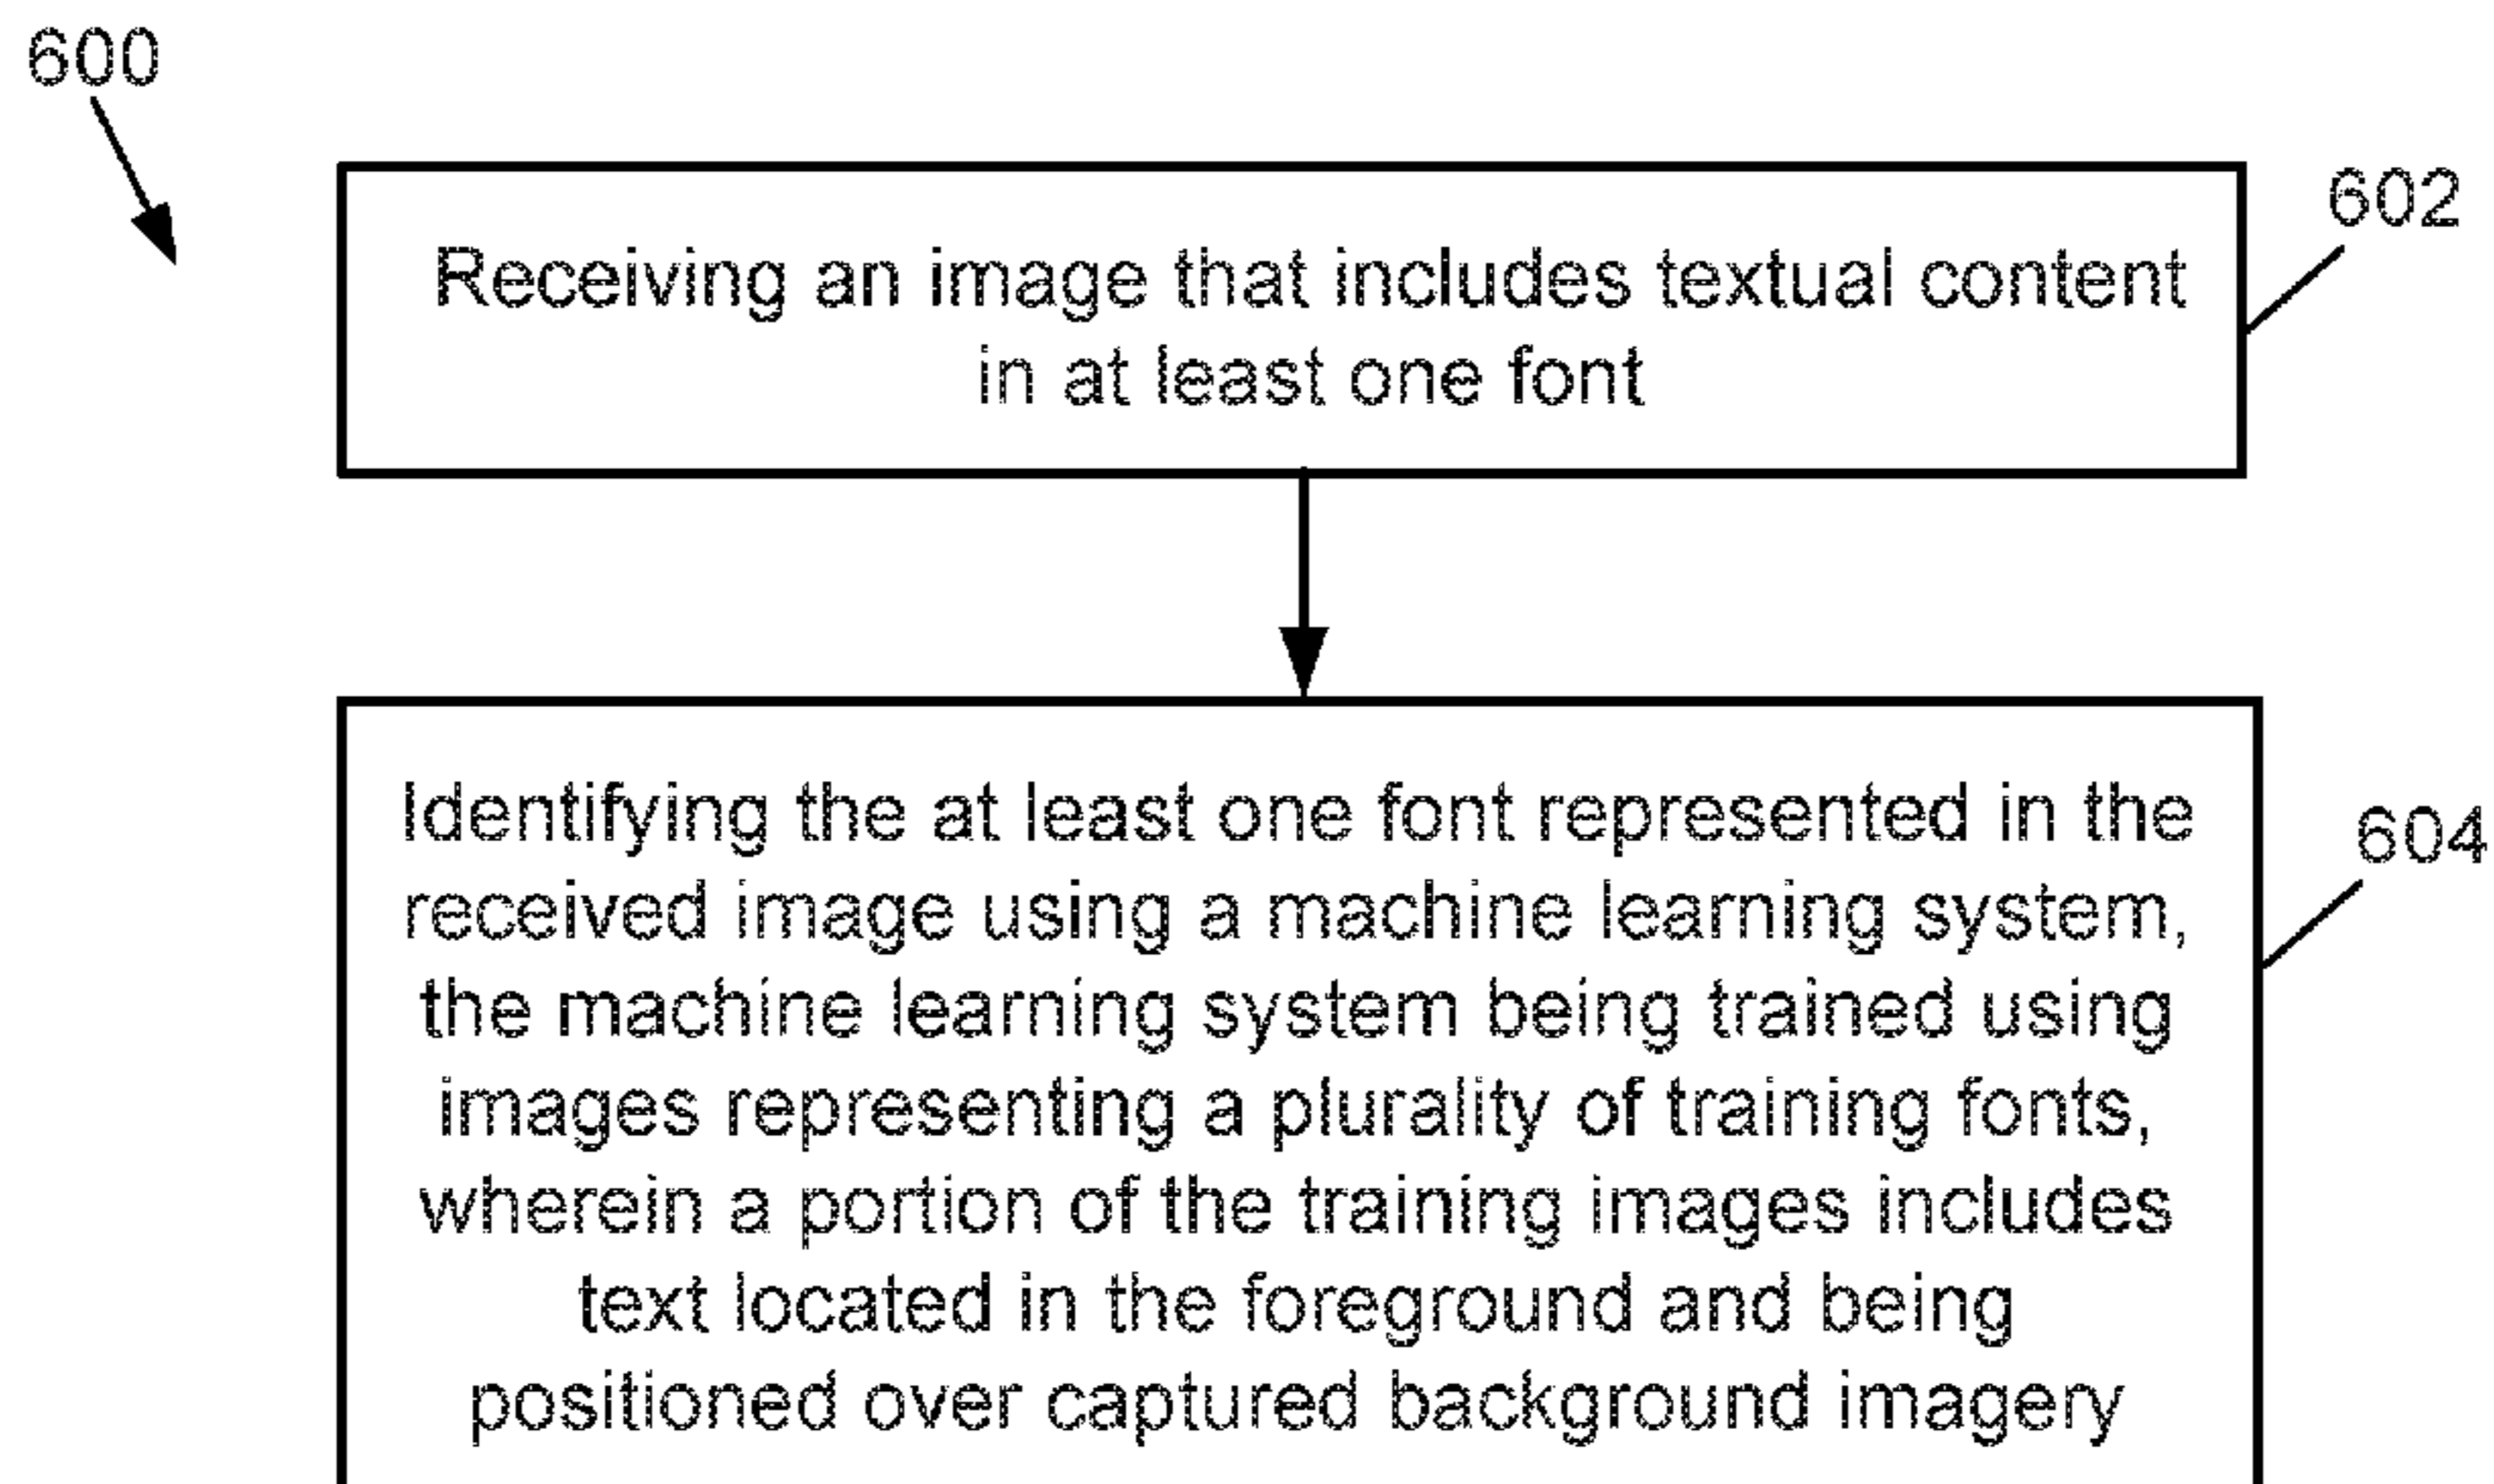 600
602
Receiving an image that includes textual content
in at least one font
604
Identifying the at least one font represented in the
received image using a machine learning system,
the machine learning system being trained using
images representing a plurality of training fonts,
wherein a portion of the training images includes
text located in the foreground and being
positioned over captured background imagery